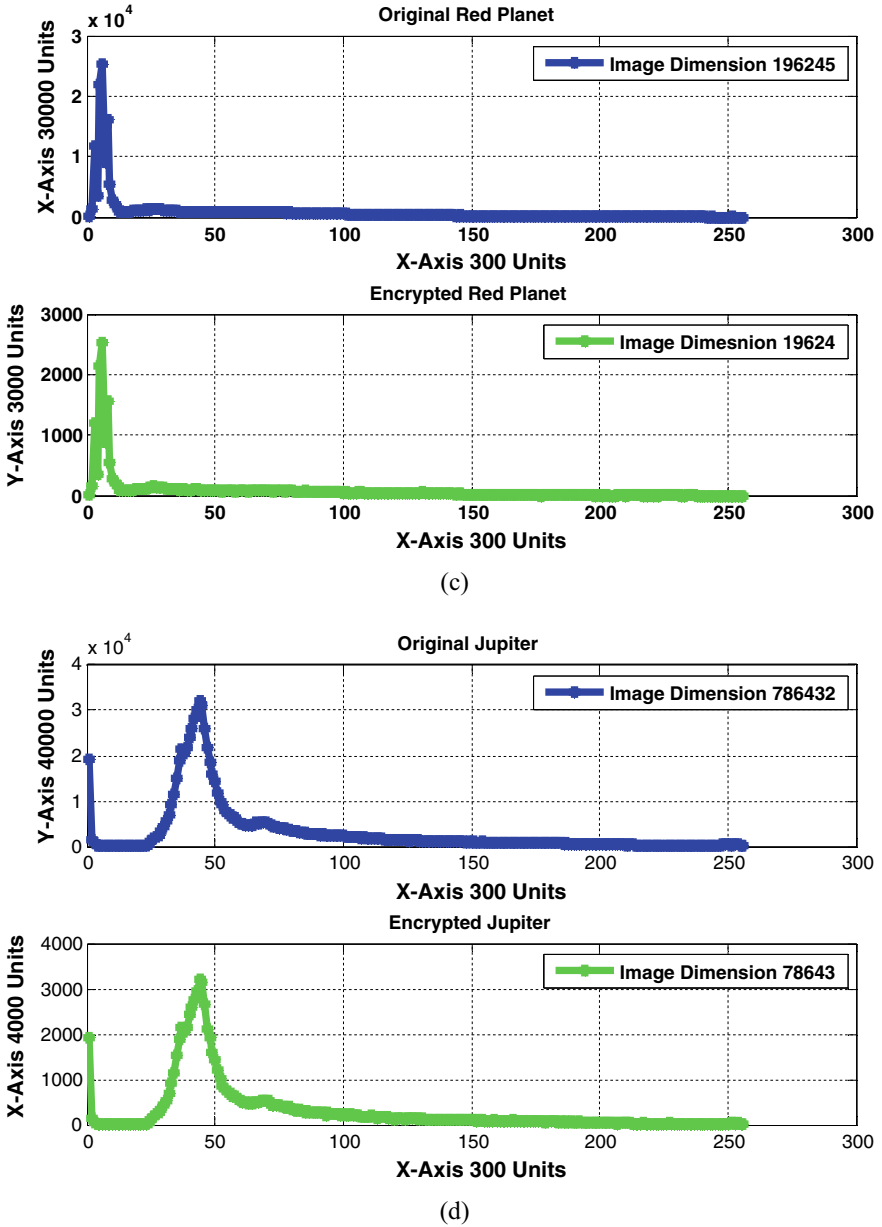 Original Red Planet
x 10⁴
Image Dimension 196245
X-Axis 30000 Units
3
2
1
0
0 50 100 150 200 250 300
X-Axis 300 Units
Encrypted Red Planet
Image Dimesnion 19624
Y-Axis 3000 Units
3000
2000
1000
0
0 50 100 150 200 250 300
X-Axis 300 Units
(c)
Original Jupiter
x 10⁴
Image Dimension 786432
Y-Axis 40000 Units
4
3
2
1
0
0 50 100 150 200 250 300
X-Axis 300 Units
Encrypted Jupiter
Image Dimension 78643
X-Axis 4000 Units
4000
3000
2000
1000
0
0 50 100 150 200 250 300
X-Axis 300 Units
(d)